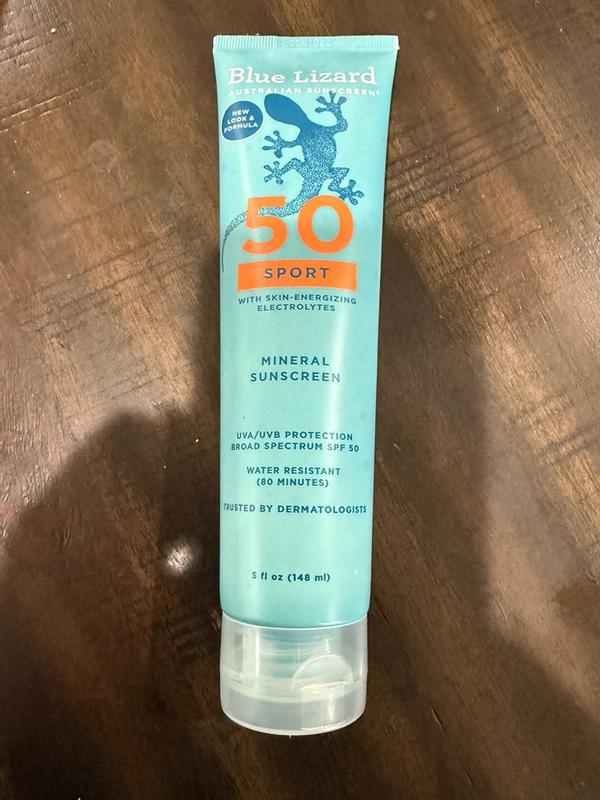 Blue Lizard
AUSTRALIAN SUNSCREEN®
NEW
LOOK &
FORMULA
50
SPORT
WITH SKIN-ENERGIZING
ELECTROLYTES
MINERAL
SUNSCREEN
UVA/UVB PROTECTION
BROAD SPECTRUM SPF 50
WATER RESISTANT
(80 MINUTES)
TRUSTED BY DERMATOLOGISTS
5 fl oz (148 ml)